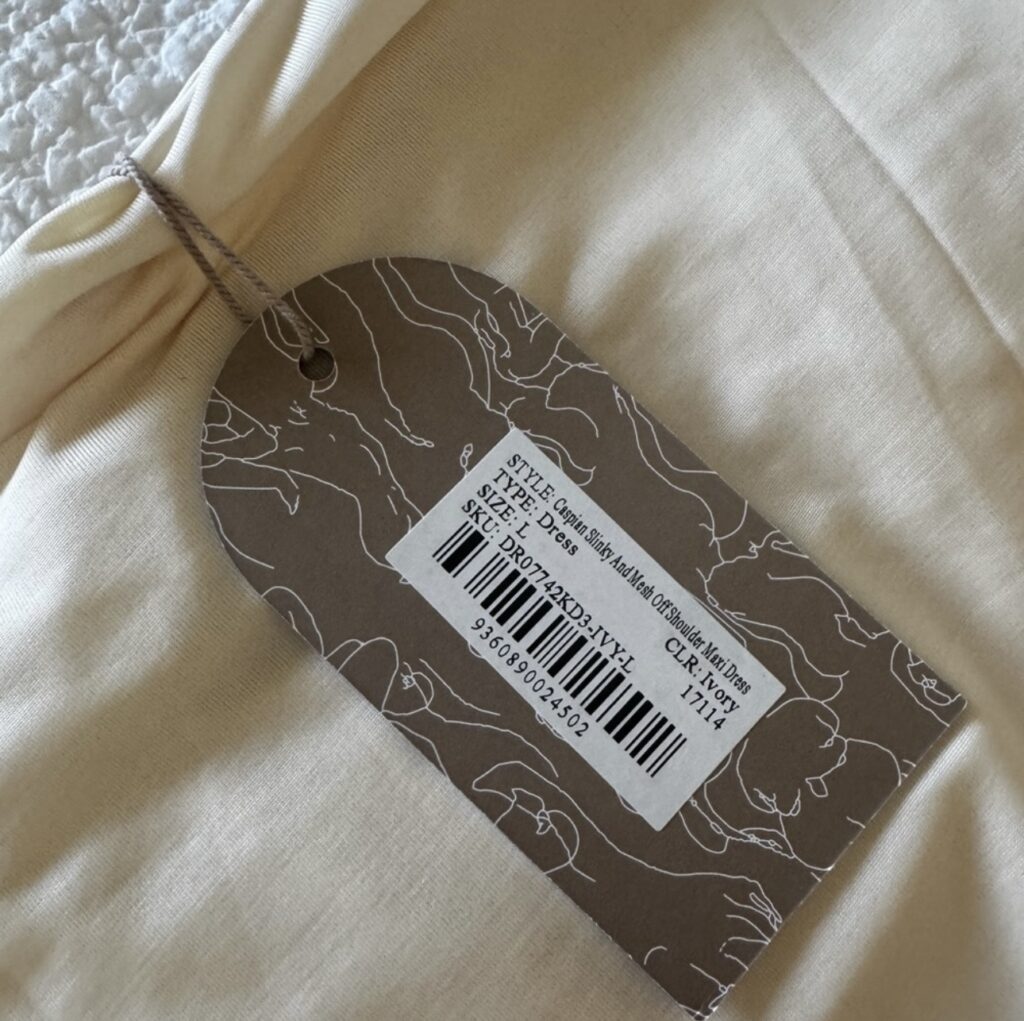 STYLE: Caspian Slinky And Mesh Off Shoulder Maxi Dress
TYPE: Dress CLR: Ivory
SIZE: L 17114
SKU: DR07742KD3-IVY-L
9360890024502